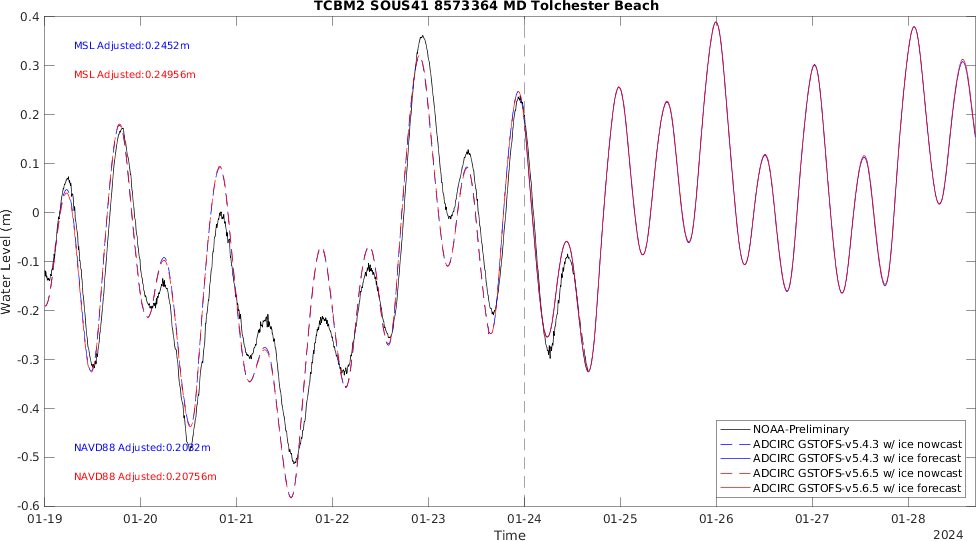 TCBM2 SOUS41 8573364 MD Tolchester Beach
MSL Adjusted:0.2452m
MSL Adjusted:0.24956m
NAVD88 Adjusted:
NAVD88 Adjusted:0.20756m
Water Level (m)
0.4
0.3
0.2
0.1
0
-0.1
-0.2
-0.3
-0.4
-0.5
-0.6
NOAA-Preliminary
ADCIRC GSTOFS-v5.4.3 w/ ice nowcast
ADCIRC GSTOFS-v5.4.3 w/ ice forecast
ADCIRC GSTOFS-v5.6.5 w/ ice nowcast
ADCIRC GSTOFS-v5.6.5 w/ ice forecast
01-19 01-20 01-21 01-22 01-23 01-24 01-25 01-26 01-27 01-28
Time
2024